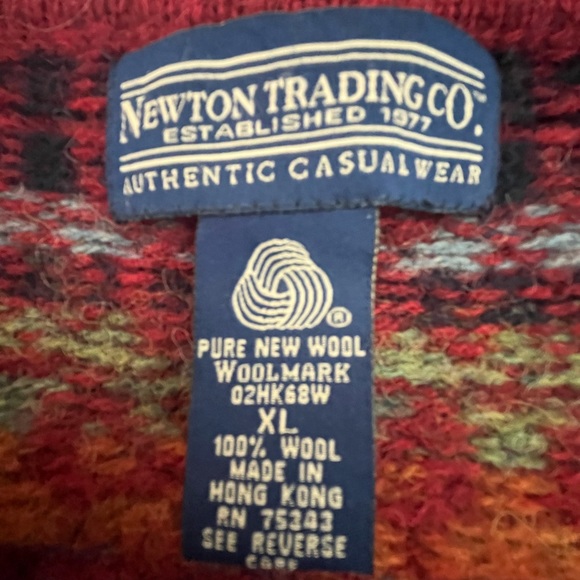 NEWTON TRADING CO.™
ESTABLISHED 1977
AUTHENTIC CASUALWEAR
®
PURE NEW WOOL
WOOLMARK
02HK68W
XL
100% WOOL
MADE IN
HONG KONG
RN 75343
SEE REVERSE